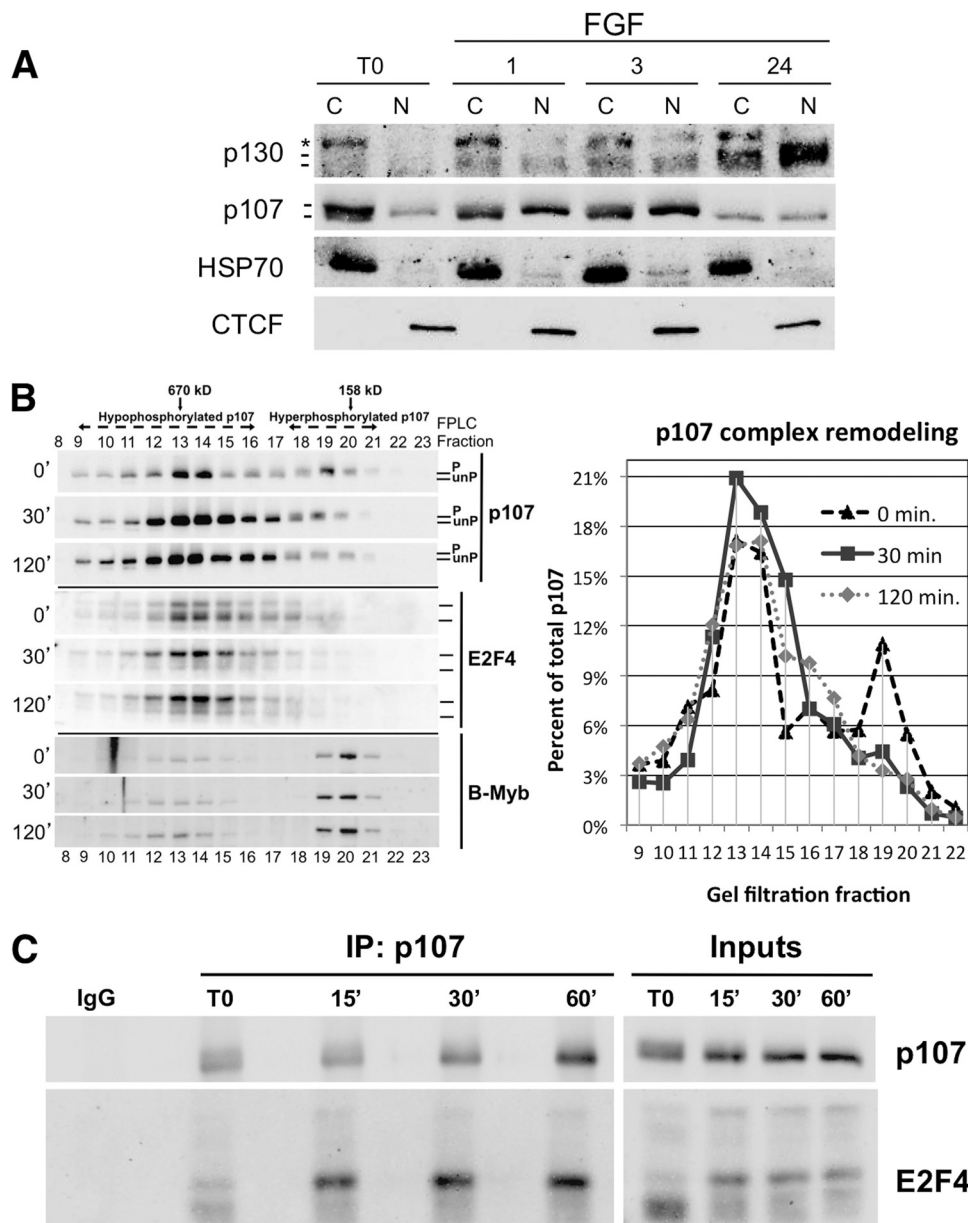 A
FGF
T0 1 3 24
C N C N C N C N
p130 *
p107
HSP70
CTCF
B
670 kD 158 kD
Hypophosphorylated p107 Hyperphosphorylated p107 FPLC
8 9 10 11 12 13 14 15 16 17 18 19 20 21 22 23 Fraction
0' P
unP
30' P
unP
120' P
unP
p107
0'
30'
120'
E2F4
0'
30'
120'
B-Myb
8 9 10 11 12 13 14 15 16 17 18 19 20 21 22 23
p107 complex remodeling
21%
18%
15%
12%
9%
6%
3%
0%
Percent of total p107
0 min.
30 min
120 min.
9 10 11 12 13 14 15 16 17 18 19 20 21 22
Gel filtration fraction
C
IP: p107 Inputs
IgG T0 15' 30' 60' T0 15' 30' 60'
p107
E2F4